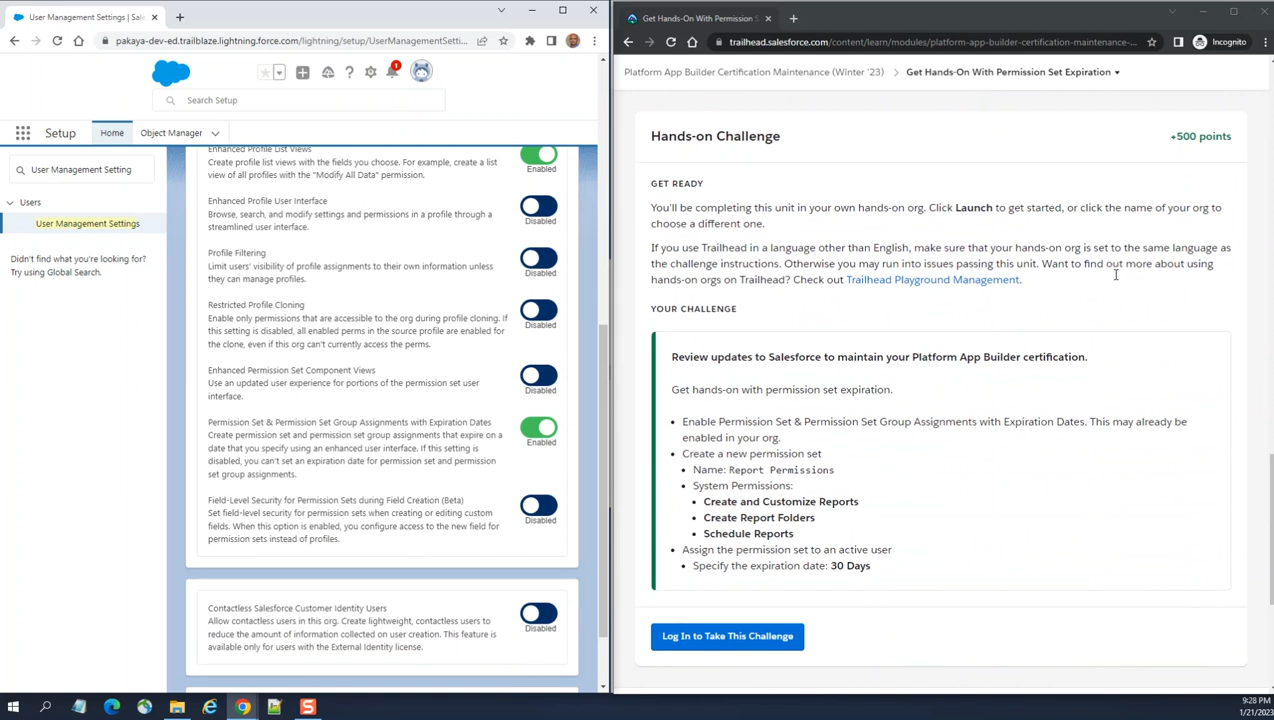 User Management Settings | Sale
pakaya-dev-ed.trailblaze.lightning.force.com/lightning/setup/UserManagementSetti...
1
Search Setup
Setup
Home
Object Manager
User Management Setting
Users
User Management Settings
Didn't find what you're looking for?
Try using Global Search.
Enhanced Profile List Views
Create profile list views with the fields you choose. For example, create a list
view of all profiles with the "Modify All Data" permission.
Enabled
Enhanced Profile User Interface
Browse, search, and modify settings and permissions in a profile through a
streamlined user interface.
Disabled
Profile Filtering
Limit users' visibility of profile assignments to their own information unless
they can manage profiles.
Disabled
Restricted Profile Cloning
Enable only permissions that are accessible to the org during profile cloning. If
this setting is disabled, all enabled perms in the source profile are enabled for
the clone, even if this org can't currently access the perms.
Disabled
Enhanced Permission Set Component Views
Use an updated user experience for portions of the permission set user
interface.
Disabled
Permission Set & Permission Set Group Assignments with Expiration Dates
Create permission set and permission set group assignments that expire on a
date that you specify using an enhanced user interface. If this setting is
disabled, you can't set an expiration date for permission set and permission
set group assignments.
Enabled
Field-Level Security for Permission Sets during Field Creation (Beta)
Set field-level security for permission sets when creating or editing custom
fields. When this option is enabled, you configure access to the new field for
permission sets instead of profiles.
Disabled
Contactless Salesforce Customer Identity Users
Allow contactless users in this org. Create lightweight, contactless users to
reduce the amount of information collected on user creation. This feature is
available only for users with the External Identity license.
Disabled
Get Hands-On With Permission S
trailhead.salesforce.com/content/learn/modules/platform-app-builder-certification-maintenance-...
Incognito
Platform App Builder Certification Maintenance (Winter '23)
Get Hands-On With Permission Set Expiration
Hands-on Challenge
+500 points
GET READY
You'll be completing this unit in your own hands-on org. Click Launch to get started, or click the name of your org to
choose a different one.
If you use Trailhead in a language other than English, make sure that your hands-on org is set to the same language as
the challenge instructions. Otherwise you may run into issues passing this unit. Want to find out more about using
hands-on orgs on Trailhead? Check out Trailhead Playground Management.
YOUR CHALLENGE
Review updates to Salesforce to maintain your Platform App Builder certification.
Get hands-on with permission set expiration.
• Enable Permission Set & Permission Set Group Assignments with Expiration Dates. This may already be
enabled in your org.
• Create a new permission set
• Name: Report Permissions
• System Permissions:
• Create and Customize Reports
• Create Report Folders
• Schedule Reports
• Assign the permission set to an active user
• Specify the expiration date: 30 Days
Log In to Take This Challenge
9:28 PM
1/21/2023